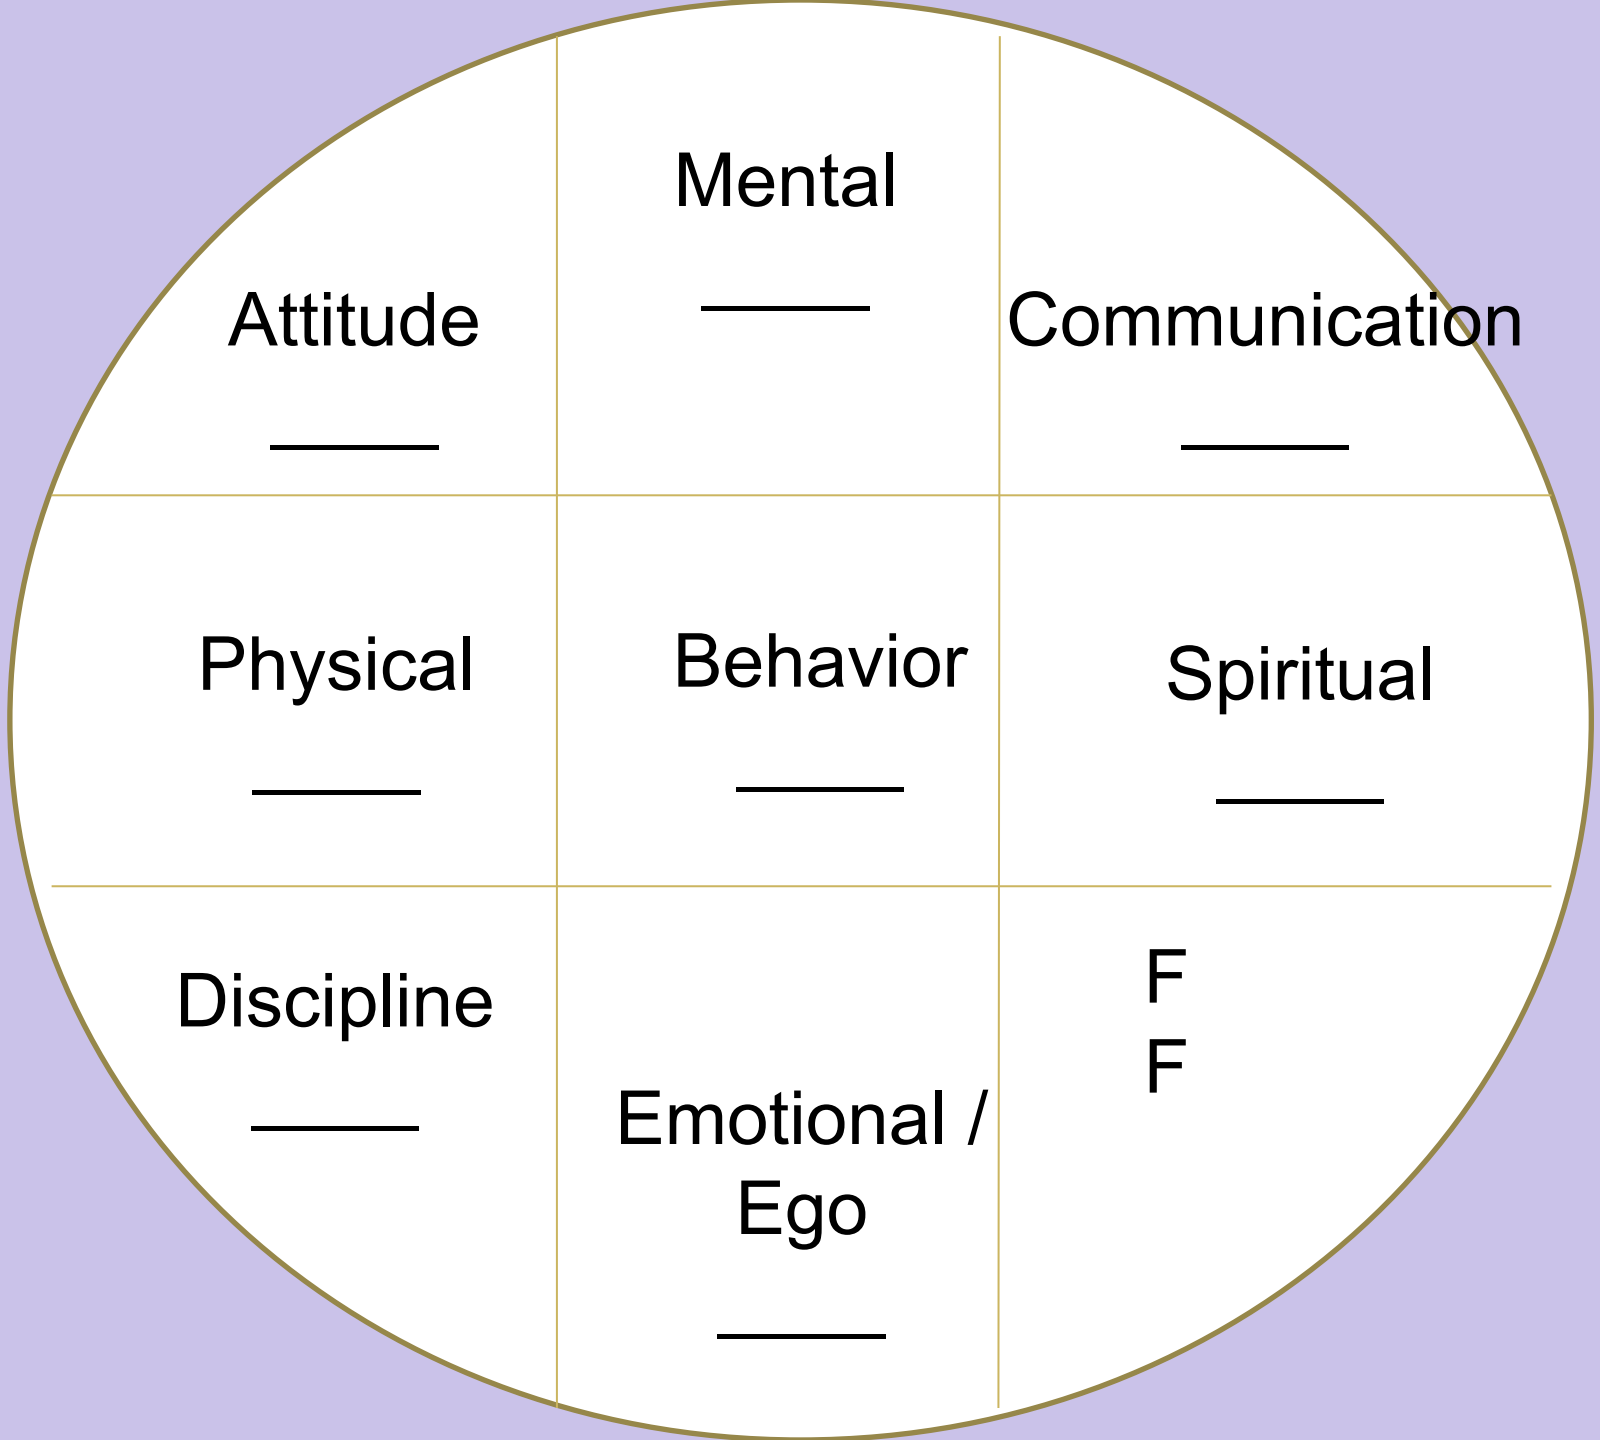 Mental
Attitude
Communication
Physical
Behavior
Spiritual
Discipline
Emotional /
Ego
F
F